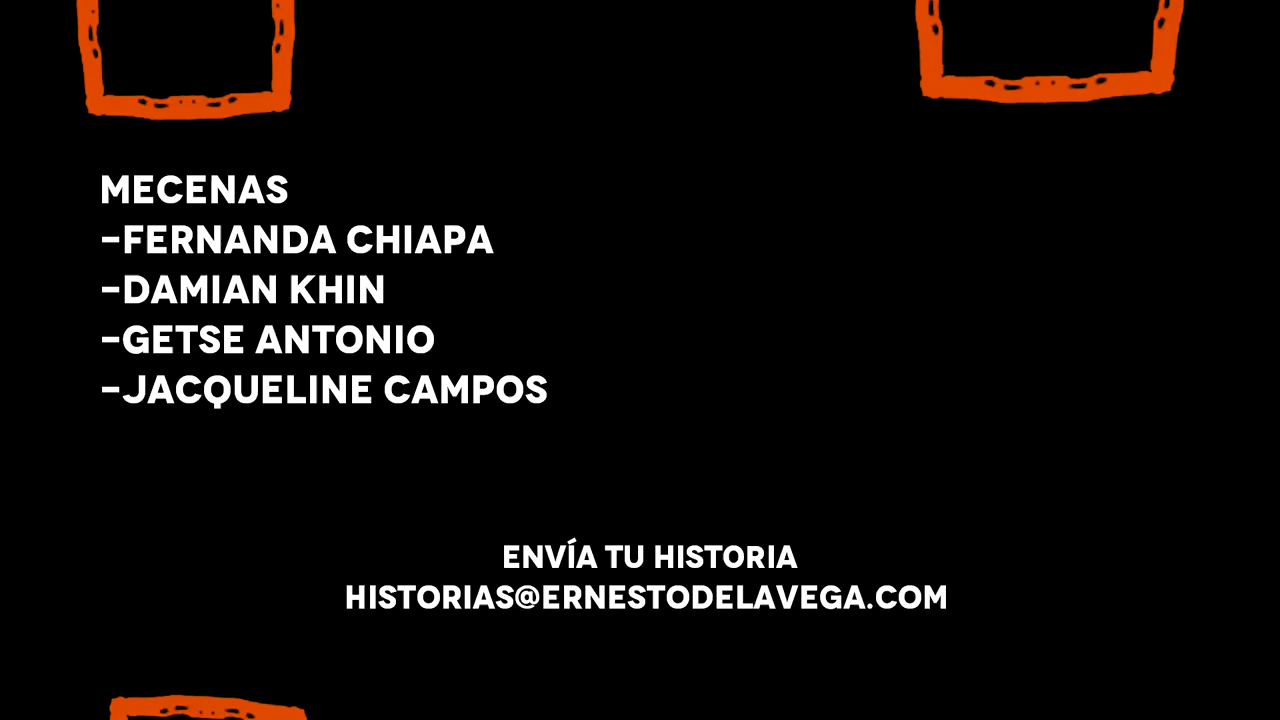 MECENAS
-FERNANDA CHIAPA
-DAMIAN KHIN
-GETSE ANTONIO
-JACQUELINE CAMPOS
ENVÍA TU HISTORIA
HISTORIAS@ERNESTODELAVEGA.COM